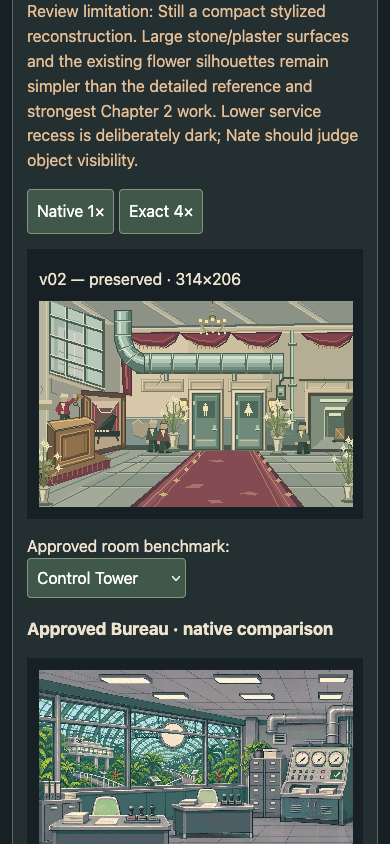 Review limitation: Still a compact stylized
reconstruction. Large stone/plaster surfaces
and the existing flower silhouettes remain
simpler than the detailed reference and
strongest Chapter 2 work. Lower service
recess is deliberately dark; Nate should judge
object visibility.
Native 1×
Exact 4×
v02 — preserved · 314×206
Approved room benchmark:
Control Tower
Approved Bureau · native comparison